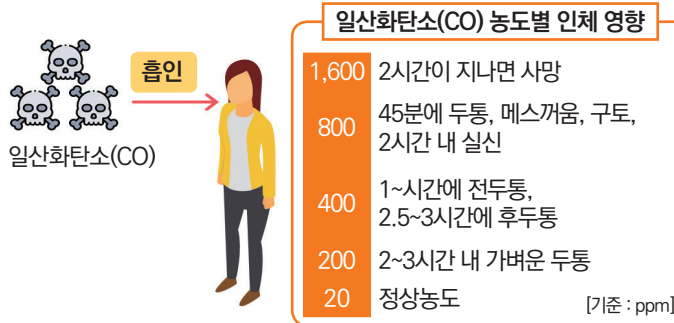 일산화탄소(CO) 농도별 인체 영향
흡인
일산화탄소(CO)
1,600 2시간이 지나면 사망
800 45분에 두통, 메스꺼움, 구토,
2시간 내 실신
400 1~시간에 전두통,
2.5~3시간에 후두통
200 2~3시간 내 가벼운 두통
20 정상농도
[기준 : ppm]